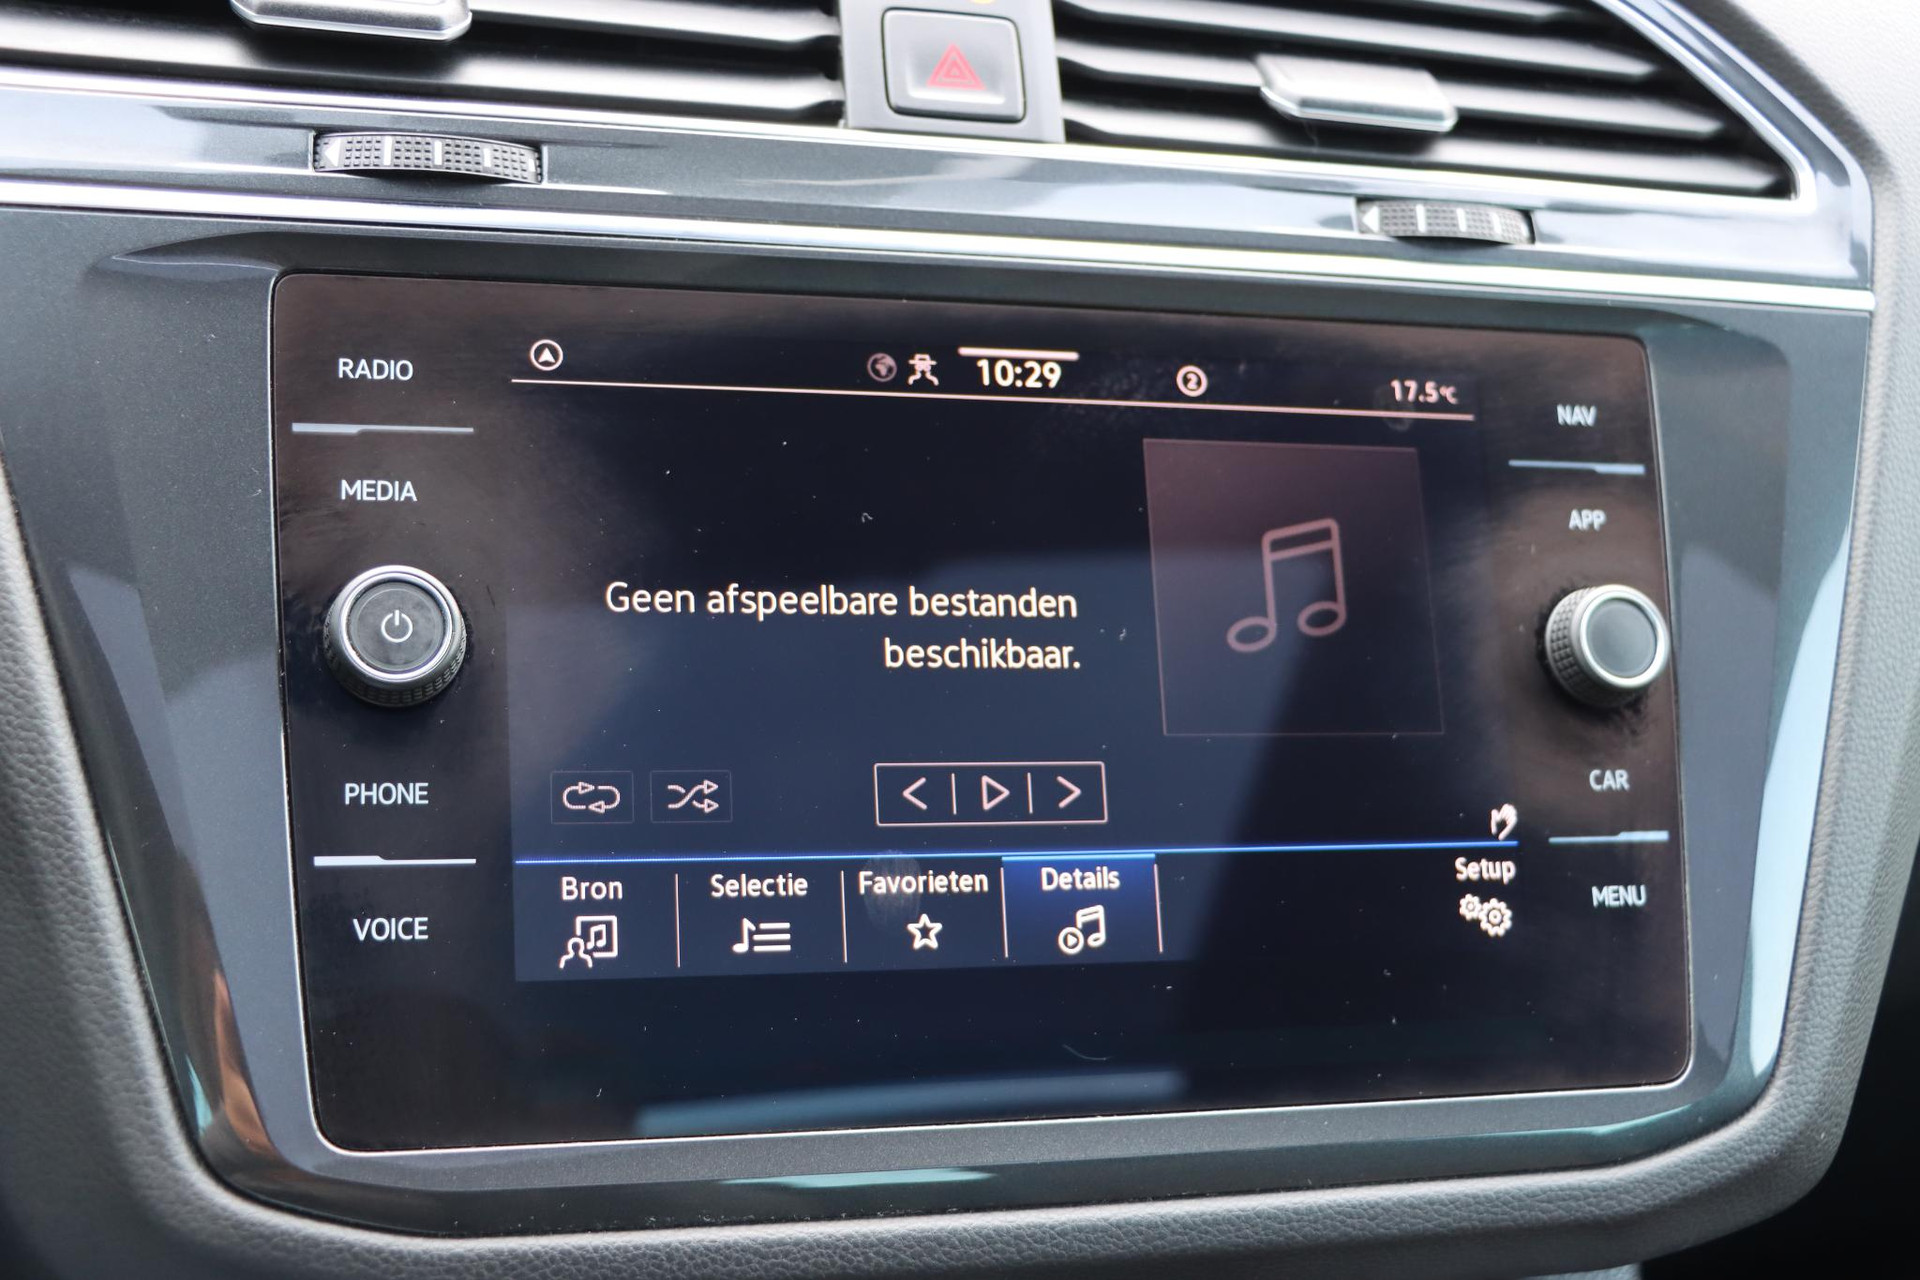 RADIO
MEDIA
PHONE
VOICE
10:29
2
17.5°C
Geen afspeelbare bestanden
beschikbaar.
Bron
Selectie
Favorieten
Details
Setup
NAV
APP
CAR
MENU